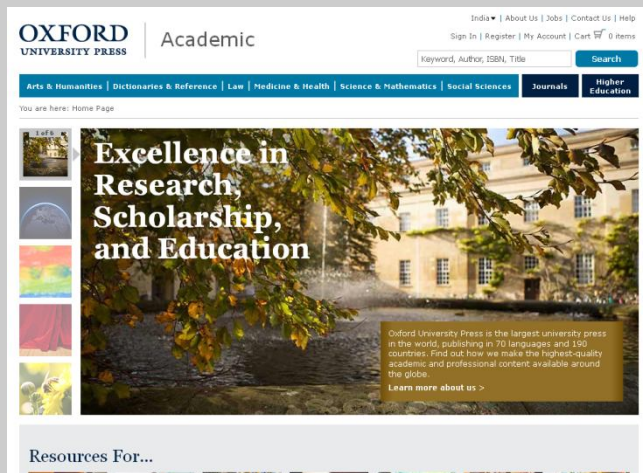 India▾ | About Us | Jobs | Contact Us | Help
OXFORD
UNIVERSITY PRESS
Academic
Sign In | Register | My Account | Cart 0 items
Keyword, Author, ISBN, Title
Search
Arts & Humanities | Dictionaries & Reference | Law | Medicine & Health | Science & Mathematics | Social Sciences
Journals
Higher
Education
You are here: Home Page
1 of 5
Excellence in
Research,
Scholarship,
and Education
Oxford University Press is the largest university press
in the world, publishing in 70 languages and 190
countries. Find out how we make the highest-quality
academic and professional content available around
the globe.
Learn more about us >
Resources For...